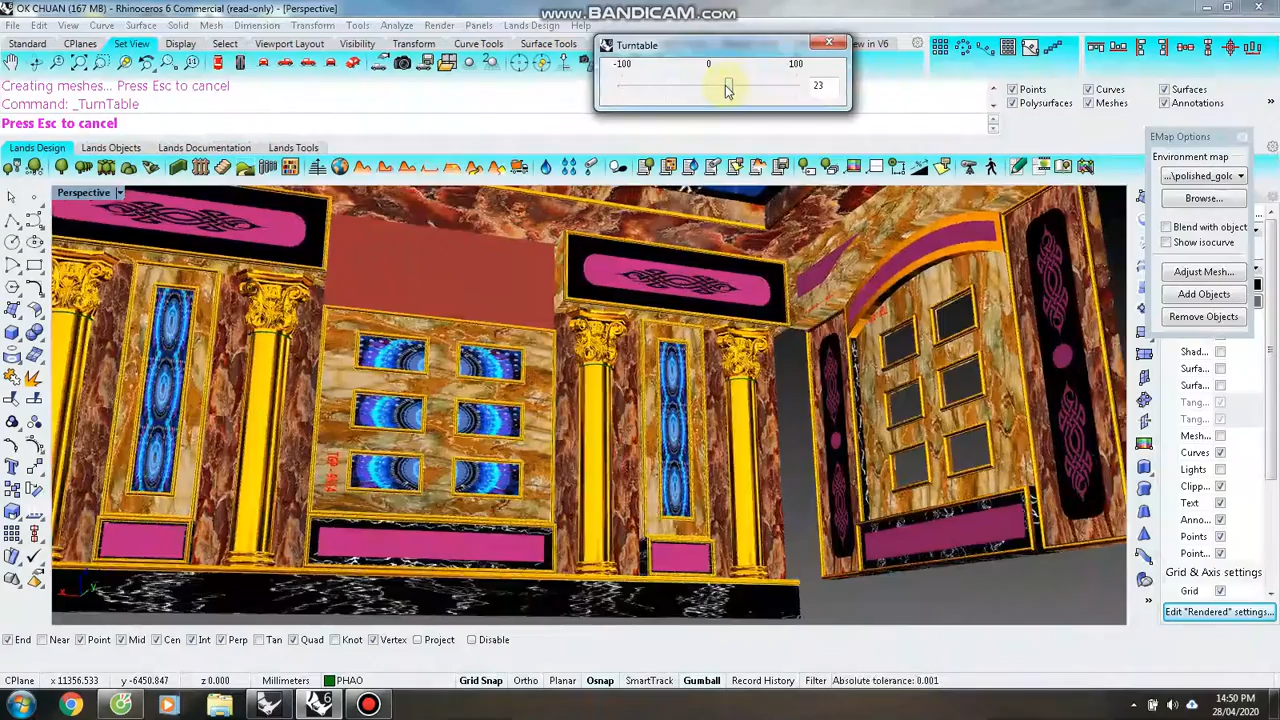 OK CHUAN (167 MB) - Rhinoceros 6 Commercial (read-only) - [Perspective]
www.BANDICAM.com
File Edit View Curve Surface Solid Mesh Dimension Transform Tools Analyze Render Panels Lands Design Help
Standard CPlanes Set View Display Select Viewport Layout Visibility Transform Curve Tools Surface Tools
in V6
Turntable
-100 0 100
23
Creating meshes... Press Esc to cancel
Command: _TurnTable
Press Esc to cancel
Points Curves Surfaces
Polysurfaces Meshes Annotations
Lands Design Lands Objects Lands Documentation Lands Tools
Perspective
EMap Options
Environment map
...\polished_golc
Browse...
Blend with object
Show isocurve
Adjust Mesh...
Add Objects
Remove Objects
Shad...
Surfa...
Surfa...
Tang...
Tang...
Mesh...
Curves
Lights
Clipp...
Text
Anno...
Points
Point...
Grid & Axis settings
Grid
Edit "Rendered" settings...
End Near Point Mid Cen Int Perp Tan Quad Knot Vertex Project Disable
CPlane x 11356.533 y -6450.847 z 0.000 Millimeters PHAO Grid Snap Ortho Planar Osnap SmartTrack Gumball Record History Filter Absolute tolerance: 0.001
14:50 PM
28/04/2020